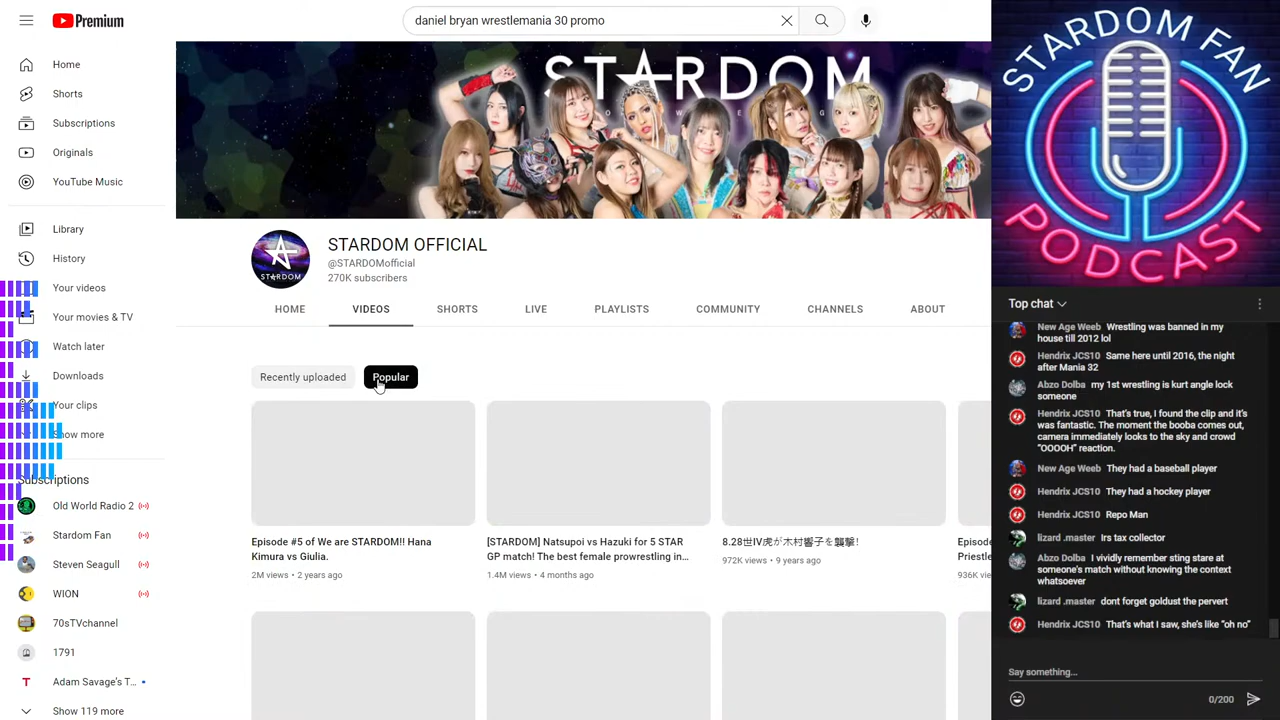 Premium
daniel bryan wrestlemania 30 promo
Home
Shorts
Subscriptions
Originals
YouTube Music
Library
History
Your videos
Your movies & TV
Watch later
Downloads
Your clips
Show more
Subscriptions
Old World Radio 2
Stardom Fan
Steven Seagull
WION
70sTVchannel
1791
Adam Savage's T...
Show 119 more
STARDOM
STARDOM
STARDOM OFFICIAL
@STARDOMofficial
270K subscribers
HOME
VIDEOS
SHORTS
LIVE
PLAYLISTS
COMMUNITY
CHANNELS
ABOUT
Recently uploaded
Popular
Episode #5 of We are STARDOM!! Hana
Kimura vs Giulia.
2M views • 2 years ago
[STARDOM] Natsupoi vs Hazuki for 5 STAR
GP match! The best female prowrestling in...
1.4M views • 4 months ago
8.28世IV虎が木村響子を襲撃!
972K views • 9 years ago
Episo
Priestle
936K vie
STARDOM FAN
PODCAST
Top chat
New Age Weeb Wrestling was banned in my
house till 2012 lol
Hendrix JCS10 Same here until 2016, the night
after Mania 32
Abzo Dolba my 1st wrestling is kurt angle lock
someone
Hendrix JCS10 That's true, I found the clip and it's
was fantastic. The moment the booba comes out,
camera immediately looks to the sky and crowd
“OOOOH” reaction.
New Age Weeb They had a baseball player
Hendrix JCS10 They had a hockey player
Hendrix JCS10 Repo Man
lizard .master Irs tax collector
Abzo Dolba I vividly remember sting stare at
someone's match without knowing the context
whatsoever
lizard .master dont forget goldust the pervert
Hendrix JCS10 That's what I saw, she's like “oh no”
Say something...
0/200